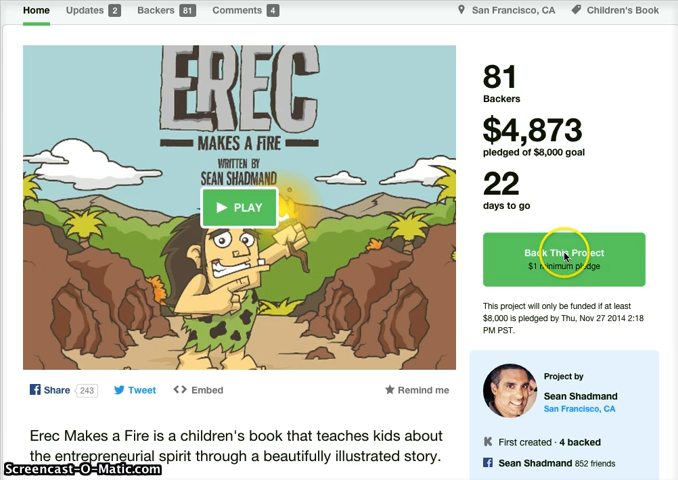 Home Updates 2 Backers 81 Comments 4 San Francisco, CA Children's Book
EREC
MAKES A FIRE
WRITTEN BY
SEAN SHADMAND
PLAY
81
Backers
$4,873
pledged of $8,000 goal
22
days to go
Back This Project
$1 minimum pledge
This project will only be funded if at least
$8,000 is pledged by Thu, Nov 27 2014 2:18
PM PST.
Share 243 Tweet Embed Remind me
Project by
Sean Shadmand
San Francisco, CA
First created · 4 backed
Sean Shadmand 852 friends
Erec Makes a Fire is a children's book that teaches kids about
the entrepreneurial spirit through a beautifully illustrated story.
Screencast-O-Matic.com